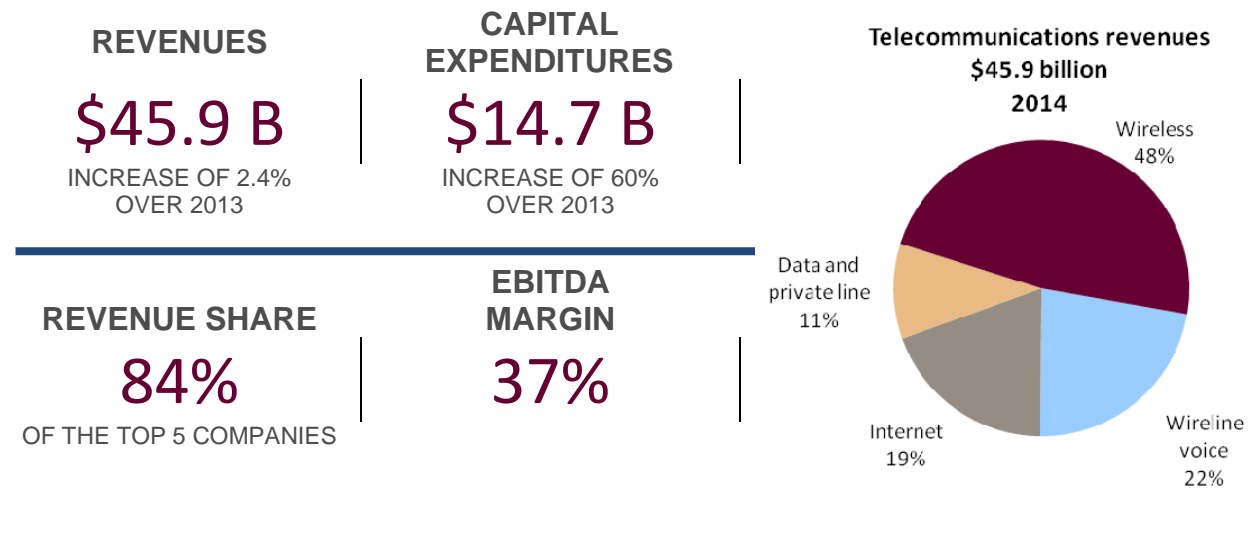 REVENUES
$45.9 B
INCREASE OF 2.4%
OVER 2013
CAPITAL
EXPENDITURES
$14.7 B
INCREASE OF 60%
OVER 2013
REVENUE SHARE
84%
OF THE TOP 5 COMPANIES
EBITDA
MARGIN
37%
Telecommunications revenues
$45.9 billion
2014
Wireless
48%
Data and
private line
11%
Internet
19%
Wireline
voice
22%